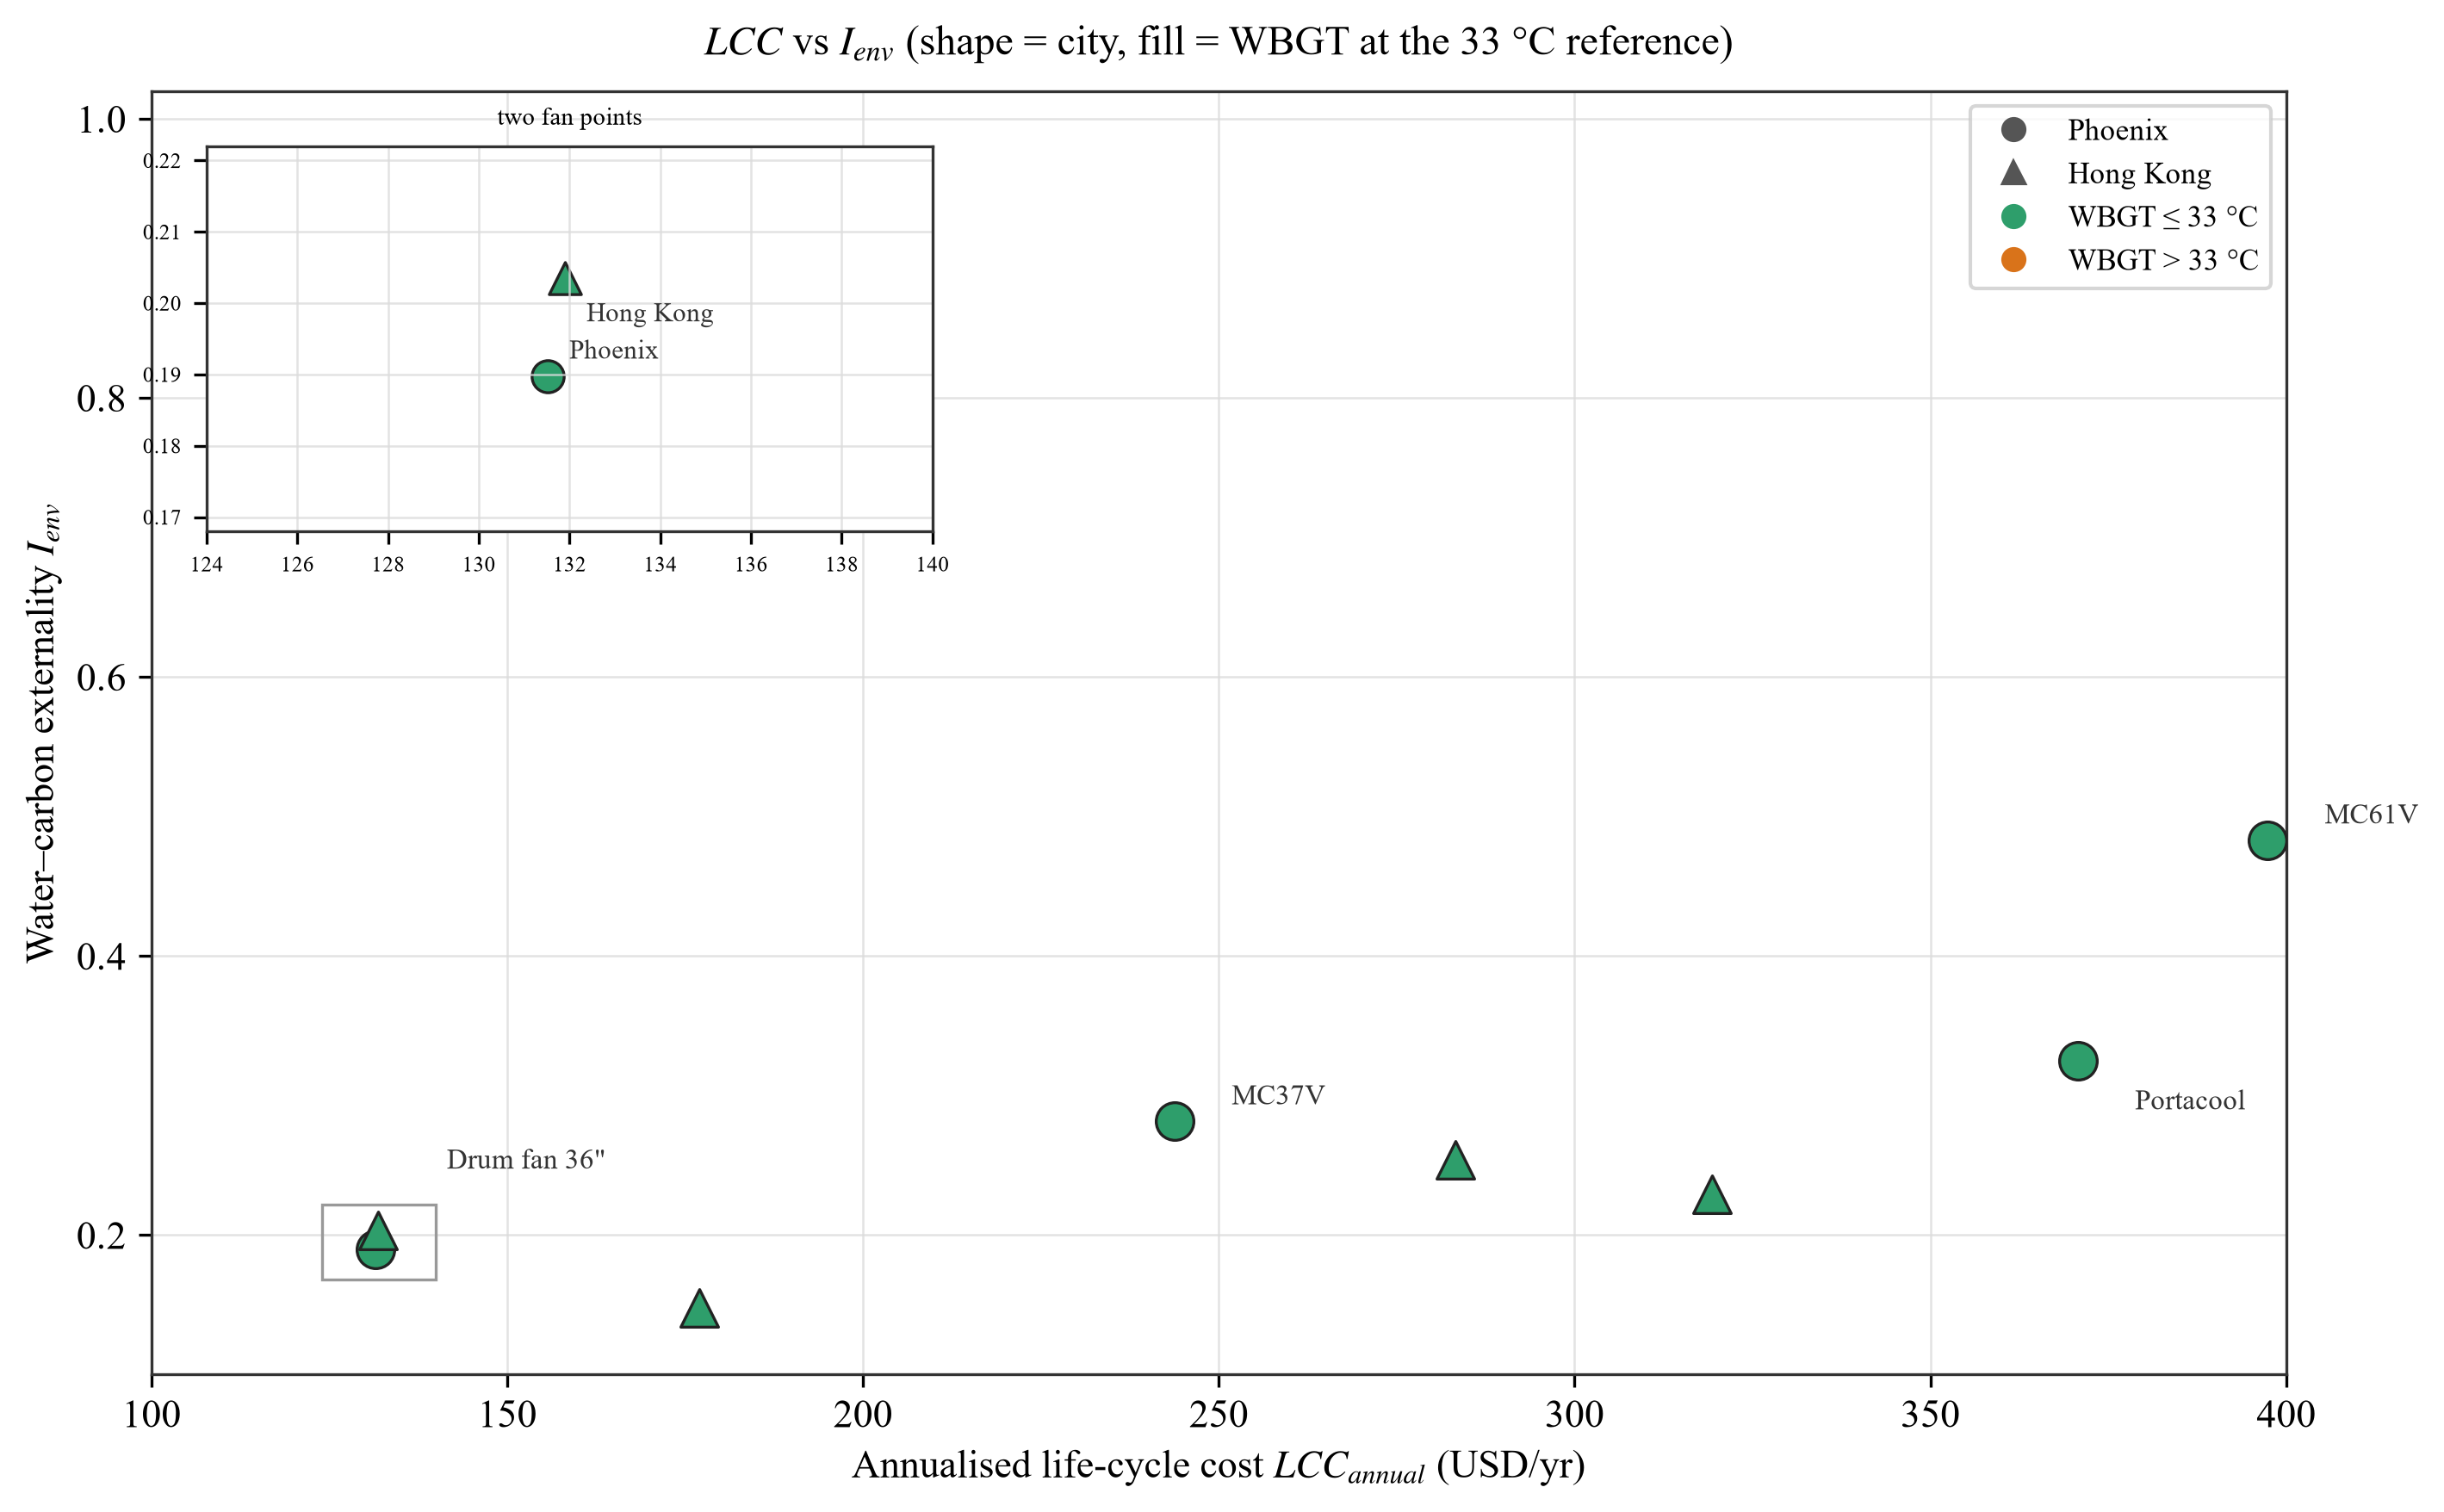 LCC vs I_env (shape = city, fill = WBGT at the 33 °C reference)
1.0
0.8
0.6
0.4
0.2
Water–carbon externality I_env
two fan points
0.22
0.21
0.20
0.19
0.18
0.17
Hong Kong
Phoenix
124 126 128 130 132 134 136 138 140
Phoenix
Hong Kong
WBGT ≤ 33 °C
WBGT > 33 °C
MC61V
MC37V
Portacool
Drum fan 36"
100 150 200 250 300 350 400
Annualised life-cycle cost LCC_annual (USD/yr)